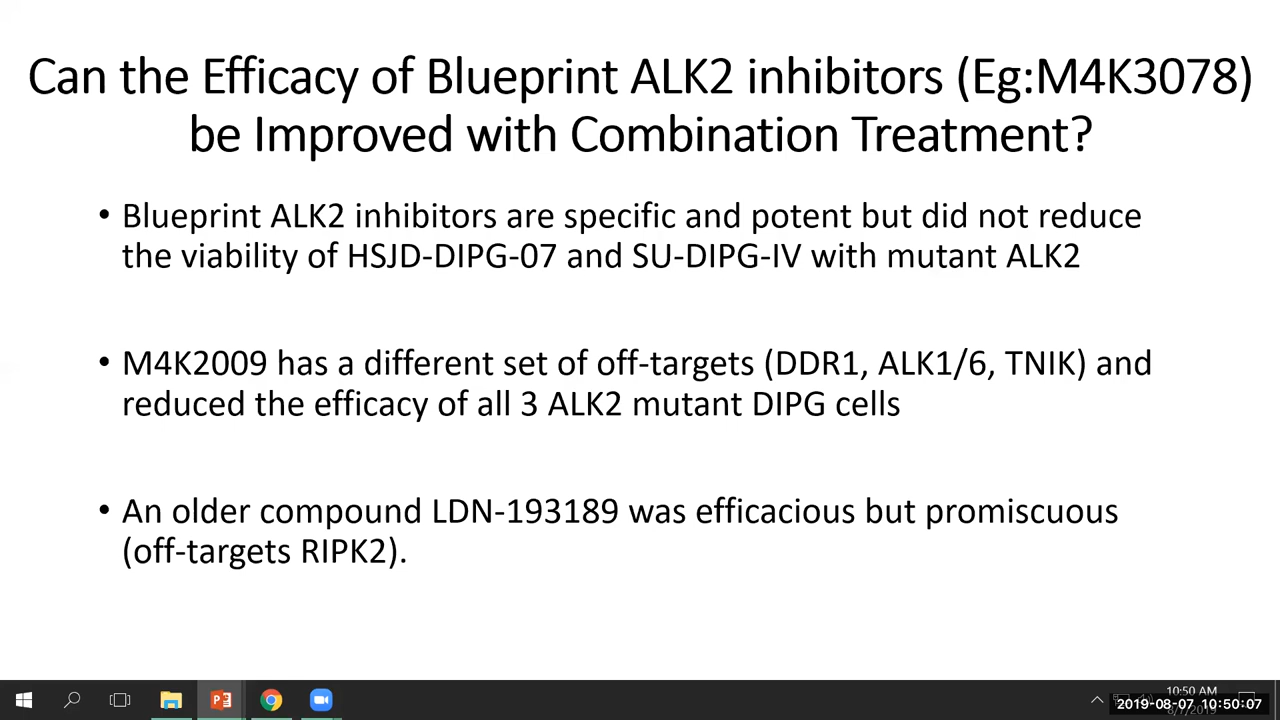 Can the Efficacy of Blueprint ALK2 inhibitors (Eg:M4K3078)
be Improved with Combination Treatment?
• Blueprint ALK2 inhibitors are specific and potent but did not reduce
the viability of HSJD-DIPG-07 and SU-DIPG-IV with mutant ALK2
• M4K2009 has a different set of off-targets (DDR1, ALK1/6, TNIK) and
reduced the efficacy of all 3 ALK2 mutant DIPG cells
• An older compound LDN-193189 was efficacious but promiscuous
(off-targets RIPK2).
10:50 AM
2019-08-07 10:50:07